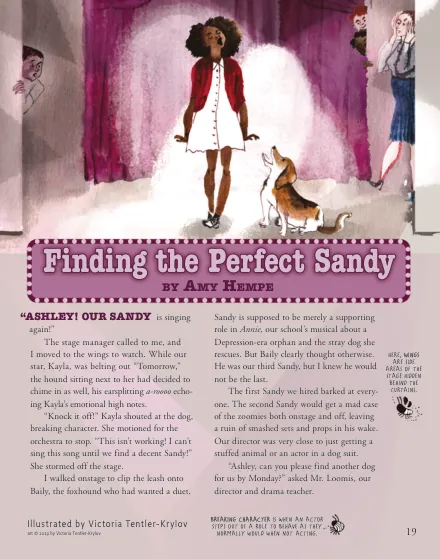 Finding the Perfect Sandy
BY AMY HEMPE
“ASHLEY! OUR SANDY is singing
again!”
The stage manager called to me, and
I moved to the wings to watch. While our
star, Kayla, was belting out “Tomorrow,”
the hound sitting next to her had decided to
chime in as well, his earsplitting a-roooo echo-
ing Kayla’s emotional high notes.
“Knock it off!” Kayla shouted at the dog,
breaking character. She motioned for the
orchestra to stop. “This isn’t working! I can’t
sing this song until we find a decent Sandy!”
She stormed off the stage.
I walked onstage to clip the leash onto
Baily, the foxhound who had wanted a duet.
Sandy is supposed to be merely a supporting
role in Annie, our school’s musical about a
Depression-era orphan and the stray dog she
rescues. But Baily clearly thought otherwise.
He was our third Sandy, but I knew he would
not be the last.
The first Sandy we hired barked at every-
one. The second Sandy would get a mad case
of the zoomies both onstage and off, leaving
a ruin of smashed sets and props in his wake.
Our director was very close to just getting a
stuffed animal or an actor in a dog suit.
“Ashley, can you please find another dog
for us by Monday?” asked Mr. Loomis, our
director and drama teacher.
HERE, WINGS
ARE SIDE
AREAS OF THE
STAGE HIDDEN
BEHIND THE
CURTAINS.
Illustrated by Victoria Tentler-Krylov
art © 2019 by Victoria Tentler-Krylov
BREAKING CHARACTER IS WHEN AN ACTOR
STEPS OUT OF A ROLE TO BEHAVE AS THEY
NORMALLY WOULD WHEN NOT ACTING.
19